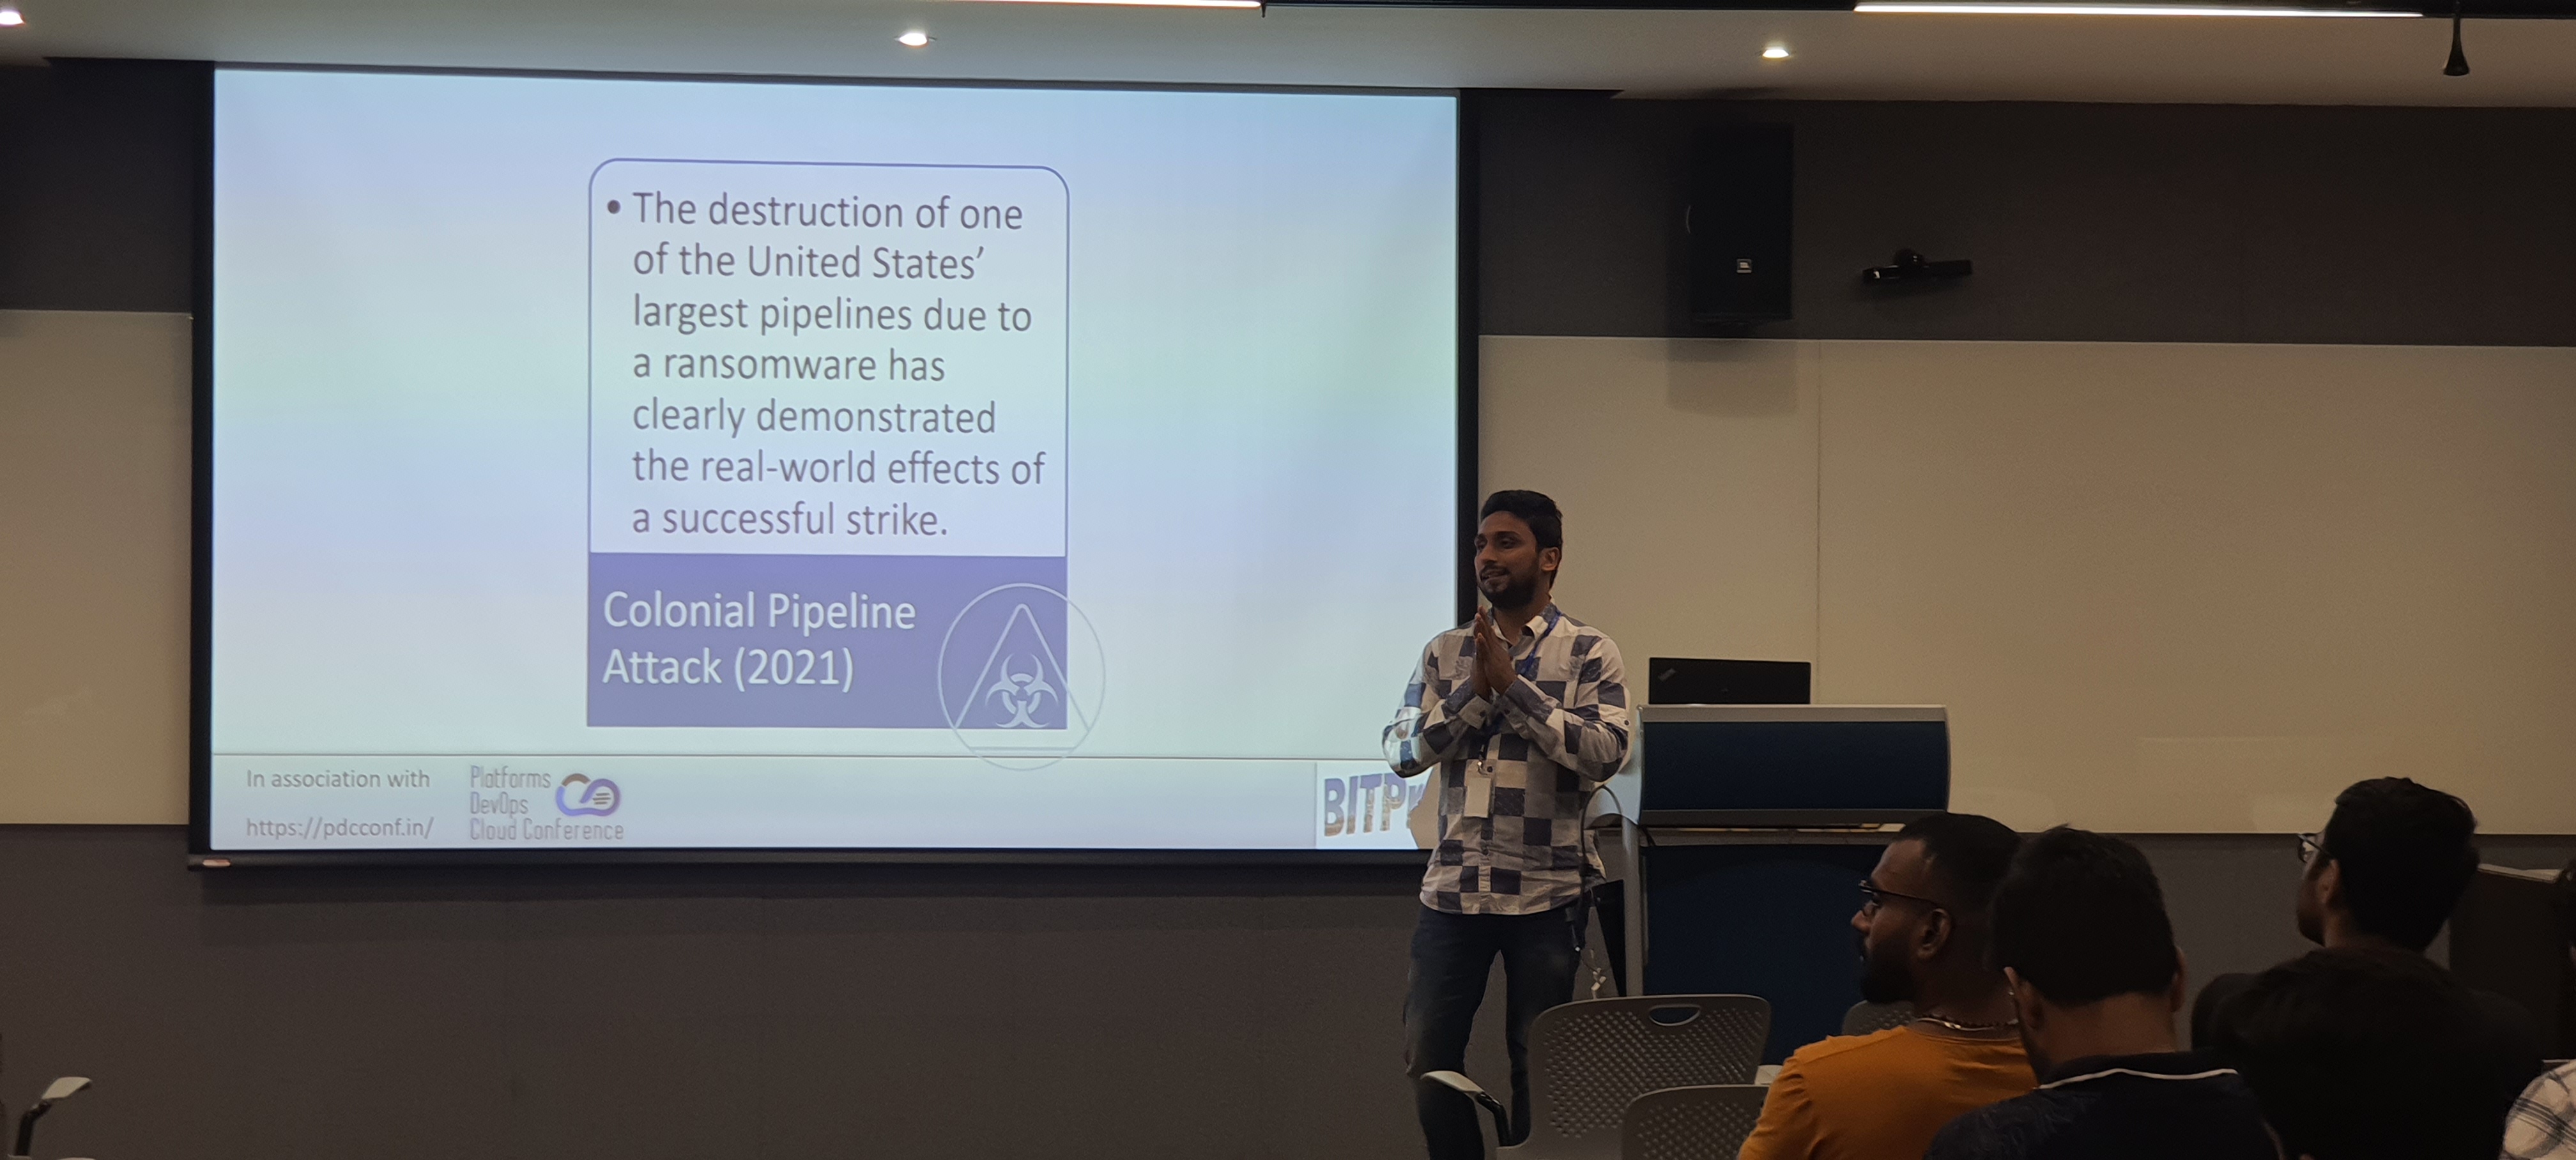 • The destruction of one
of the United States’
largest pipelines due to
a ransomware has
clearly demonstrated
the real-world effects of
a successful strike.
Colonial Pipeline
Attack (2021)
In association with
https://pdcconf.in/
Platforms
DevOps
Cloud Conference